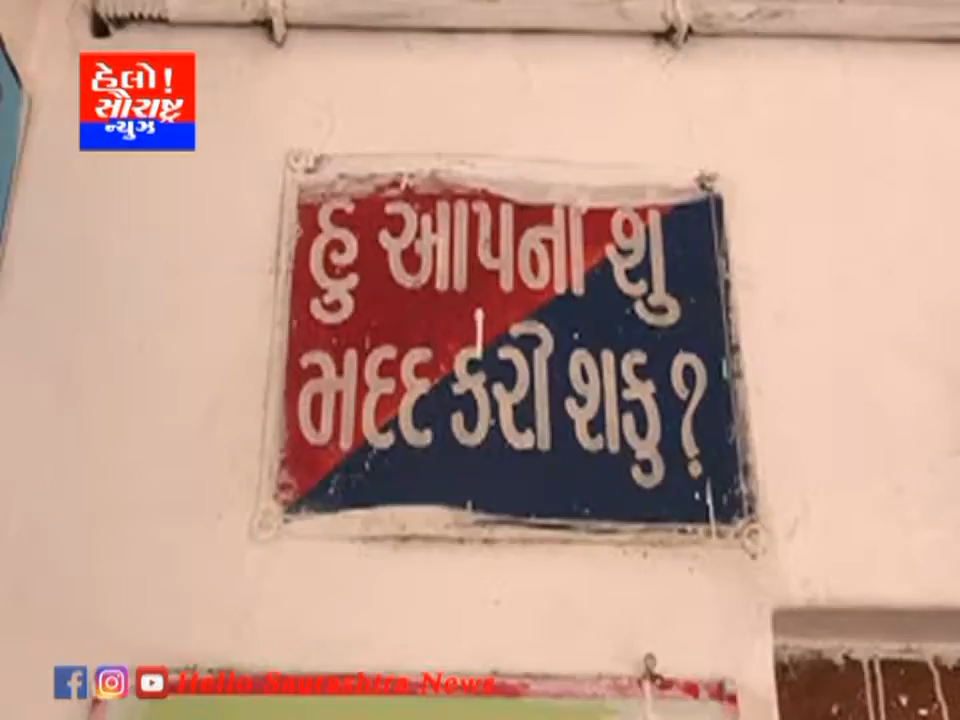 હેલો!
સૌરાષ્ટ્ર
ન્યુઝ
હુ આપના શુ
મદદ કરી શકુ ?
Hello Saurashtra News